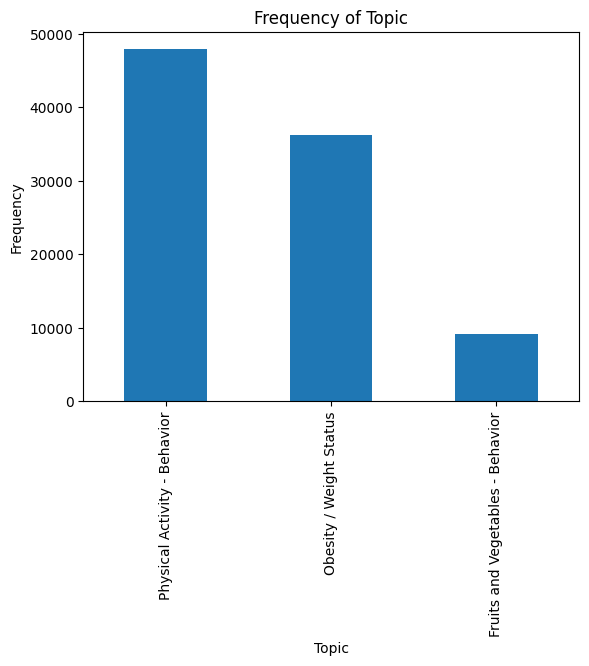 Frequency of Topic
50000
40000
30000
20000
10000
0
Frequency
Physical Activity - Behavior
Obesity / Weight Status
Fruits and Vegetables - Behavior
Topic